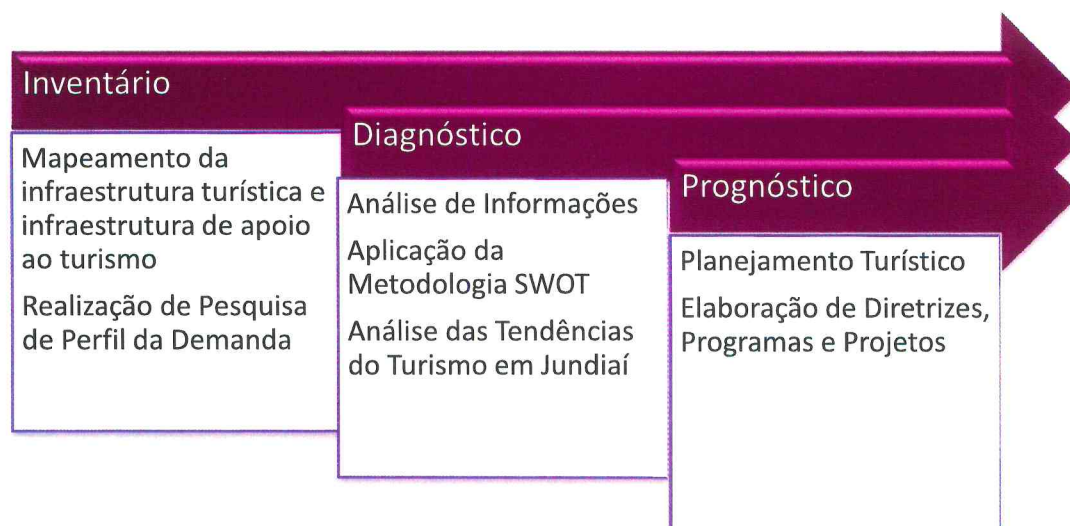 Inventário
Mapeamento da
infraestrutura turística e
infraestrutura de apoio
ao turismo
Realização de Pesquisa
de Perfil da Demanda
Diagnóstico
Análise de Informações
Aplicação da
Metodologia SWOT
Análise das Tendências
do Turismo em Jundiaí
Prognóstico
Planejamento Turístico
Elaboração de Diretrizes,
Programas e Projetos